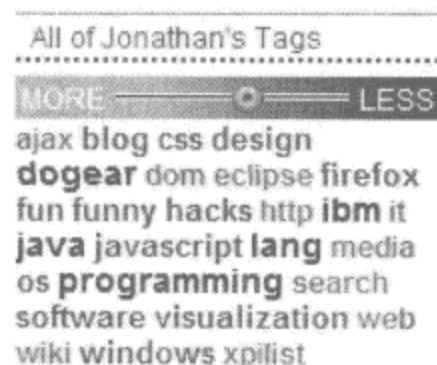 All of Jonathan's Tags
MORE LESS
ajax blog css design
dogear dom eclipse firefox
fun funny hacks http ibm it
java javascript lang media
os programming search
software visualization web
wiki windows xpilist